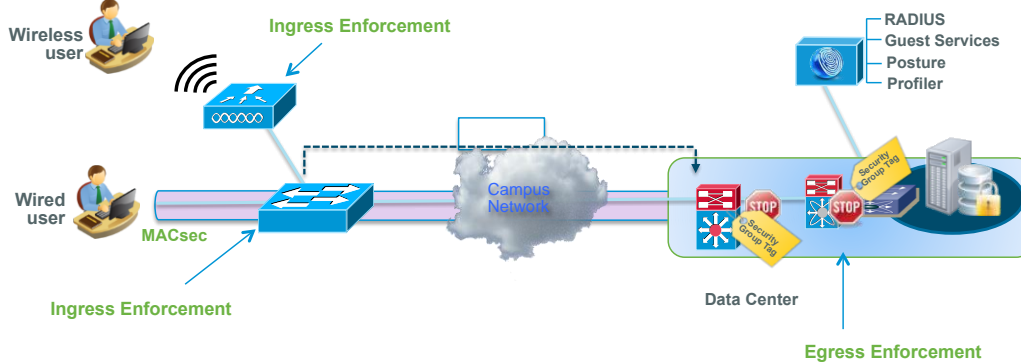 Wireless
user
Ingress Enforcement
RADIUS
Guest Services
Posture
Profiler
Wired
user
MACsec
Campus
Network
STOP
Security
Group Tag
STOP
Security
Group Tag
Ingress Enforcement
Data Center
Egress Enforcement